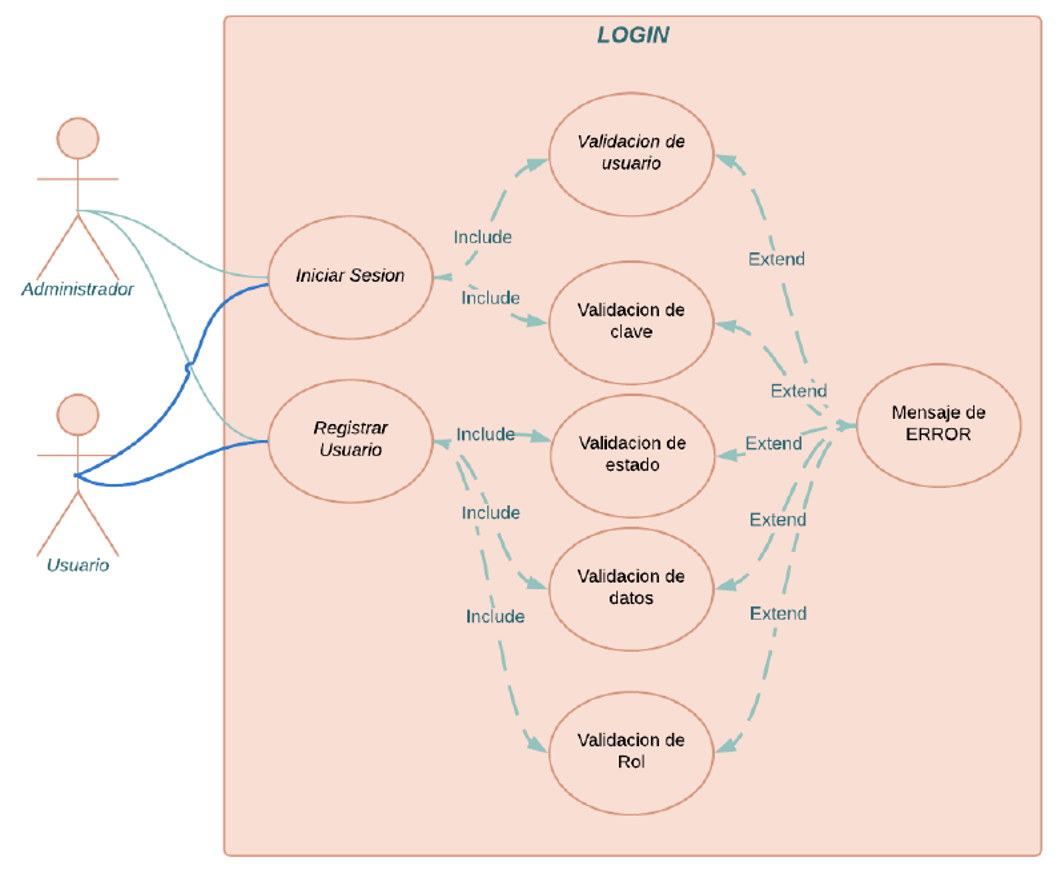 LOGIN
Administrador
Usuario
Iniciar Sesion
Registrar
Usuario
Include
Include
Include
Include
Include
Validacion de
usuario
Validacion de
clave
Validacion de
estado
Validacion de
datos
Validacion de
Rol
Extend
Extend
Extend
Extend
Extend
Mensaje de
ERROR